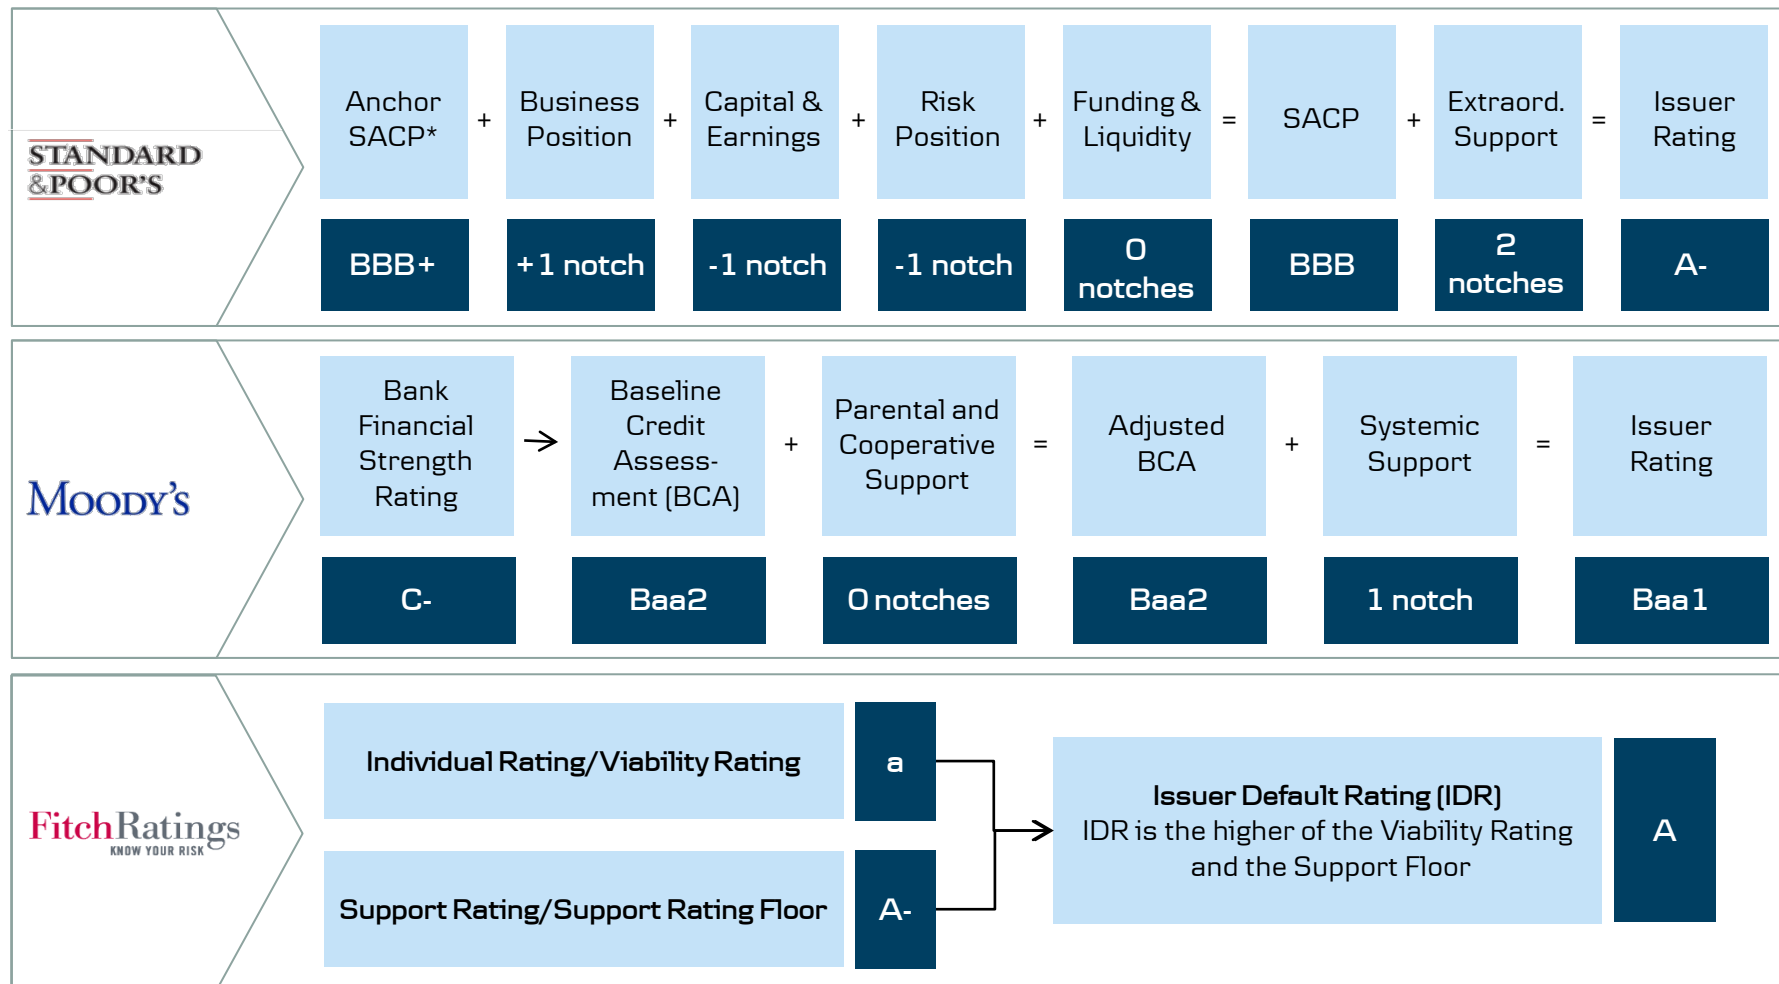 Anchor
SACP*
+
Business
Position
+
Capital &
Earnings
+
Risk
Position
+
Funding &
Liquidity
=
SACP
+
Extraord.
Support
=
Issuer
Rating
STANDARD
&POOR'S
BBB+
+1 notch
-1 notch
-1 notch
0
notches
BBB
2
notches
A-
Bank
Financial
Strength
Rating
Baseline
Credit
Assess-
ment (BCA)
+
Parental and
Cooperative
Support
=
Adjusted
BCA
+
Systemic
Support
=
Issuer
Rating
MOODY'S
C-
Baa2
0 notches
Baa2
1 notch
Baa1
Individual Rating/Viability Rating
a
FitchRatings
KNOW YOUR RISK
Support Rating/Support Rating Floor
A-
Issuer Default Rating (IDR)
IDR is the higher of the Viability Rating
and the Support Floor
A